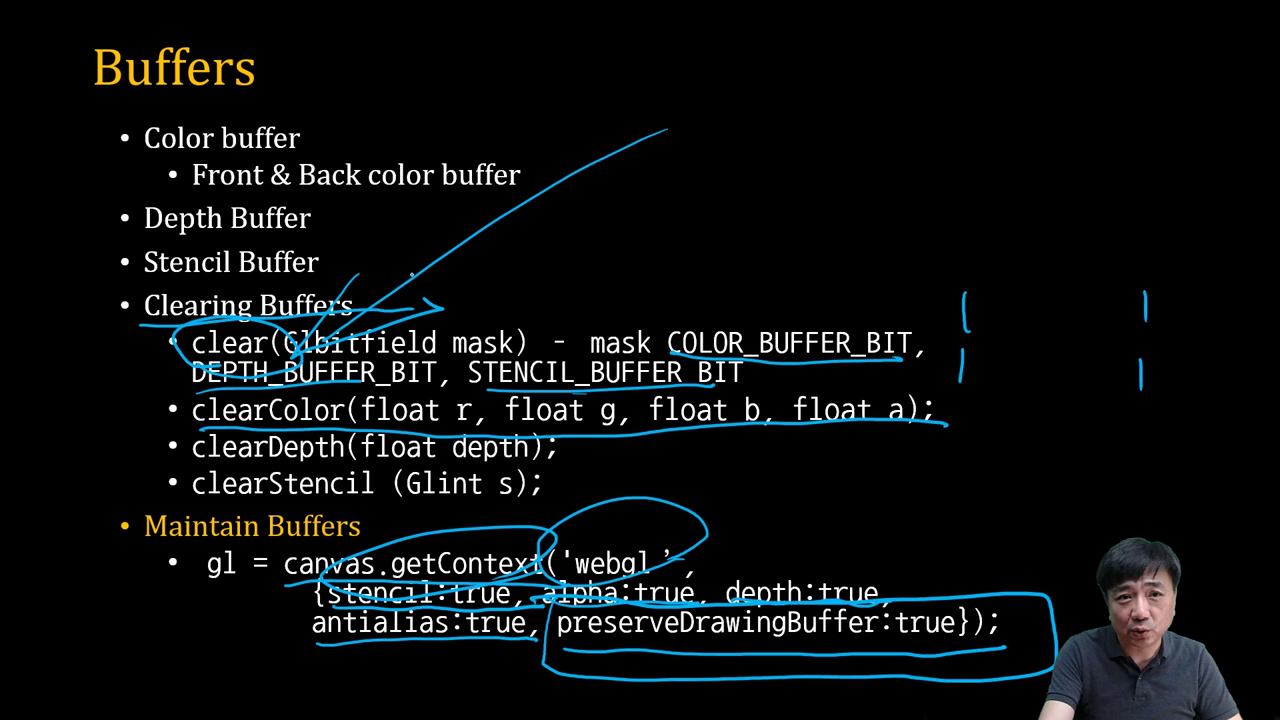 Buffers
• Color buffer
• Front & Back color buffer
• Depth Buffer
• Stencil Buffer
• Clearing Buffers
• clear(Glbitfield mask) - mask COLOR_BUFFER_BIT,
DEPTH_BUFFER_BIT, STENCIL_BUFFER_BIT
• clearColor(float r, float g, float b, float a);
• clearDepth(float depth);
• clearStencil (Glint s);
• Maintain Buffers
• gl = canvas.getContext('webgl’,
{stencil:true, alpha:true, depth:true,
antialias:true, preserveDrawingBuffer:true});